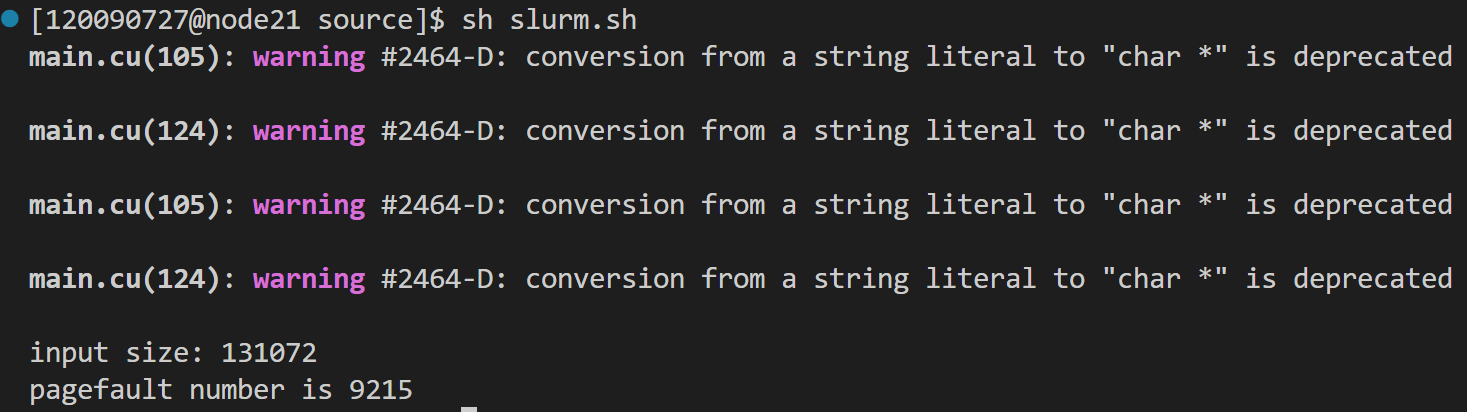 [120090727@node21 source]$ sh slurm.sh
main.cu(105): warning #2464-D: conversion from a string literal to "char *" is deprecated
main.cu(124): warning #2464-D: conversion from a string literal to "char *" is deprecated
main.cu(105): warning #2464-D: conversion from a string literal to "char *" is deprecated
main.cu(124): warning #2464-D: conversion from a string literal to "char *" is deprecated
input size: 131072
pagefault number is 9215